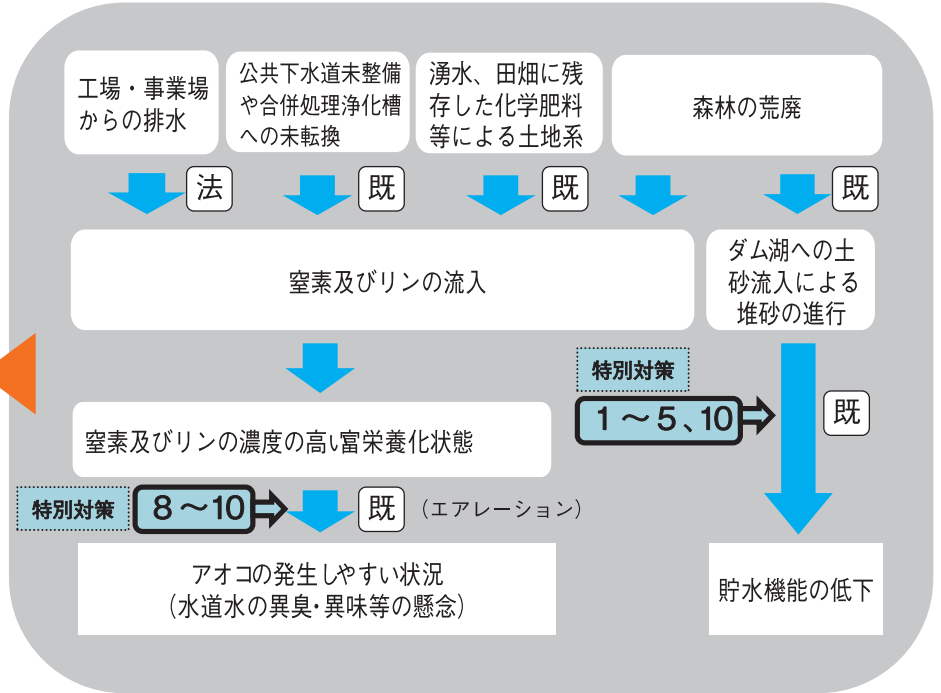 工場・事業場
からの排水
公共下水道未整備
や合併処理浄化槽
への未転換
湧水、田畑に残
存した化学肥料
等による土地系
森林の荒廃
法
既
既
既
窒素及びリンの流入
ダム湖への土
砂流入による
堆砂の進行
特別対策
1～5、10
既
窒素及びリンの濃度の高い富栄養化状態
特別対策
8～10
既
（エアレーション）
アオコの発生しやすい状況
（水道水の異臭・異味等の懸念）
貯水機能の低下